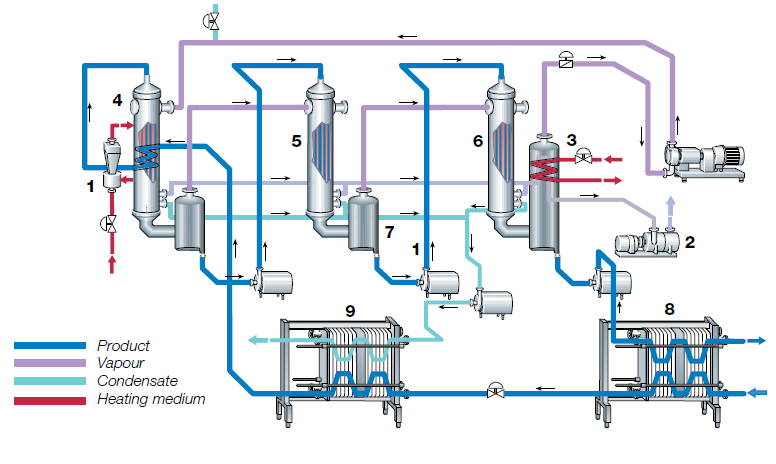 4
5
6
3
1
2
7
1
9
8
Product
Vapour
Condensate
Heating medium